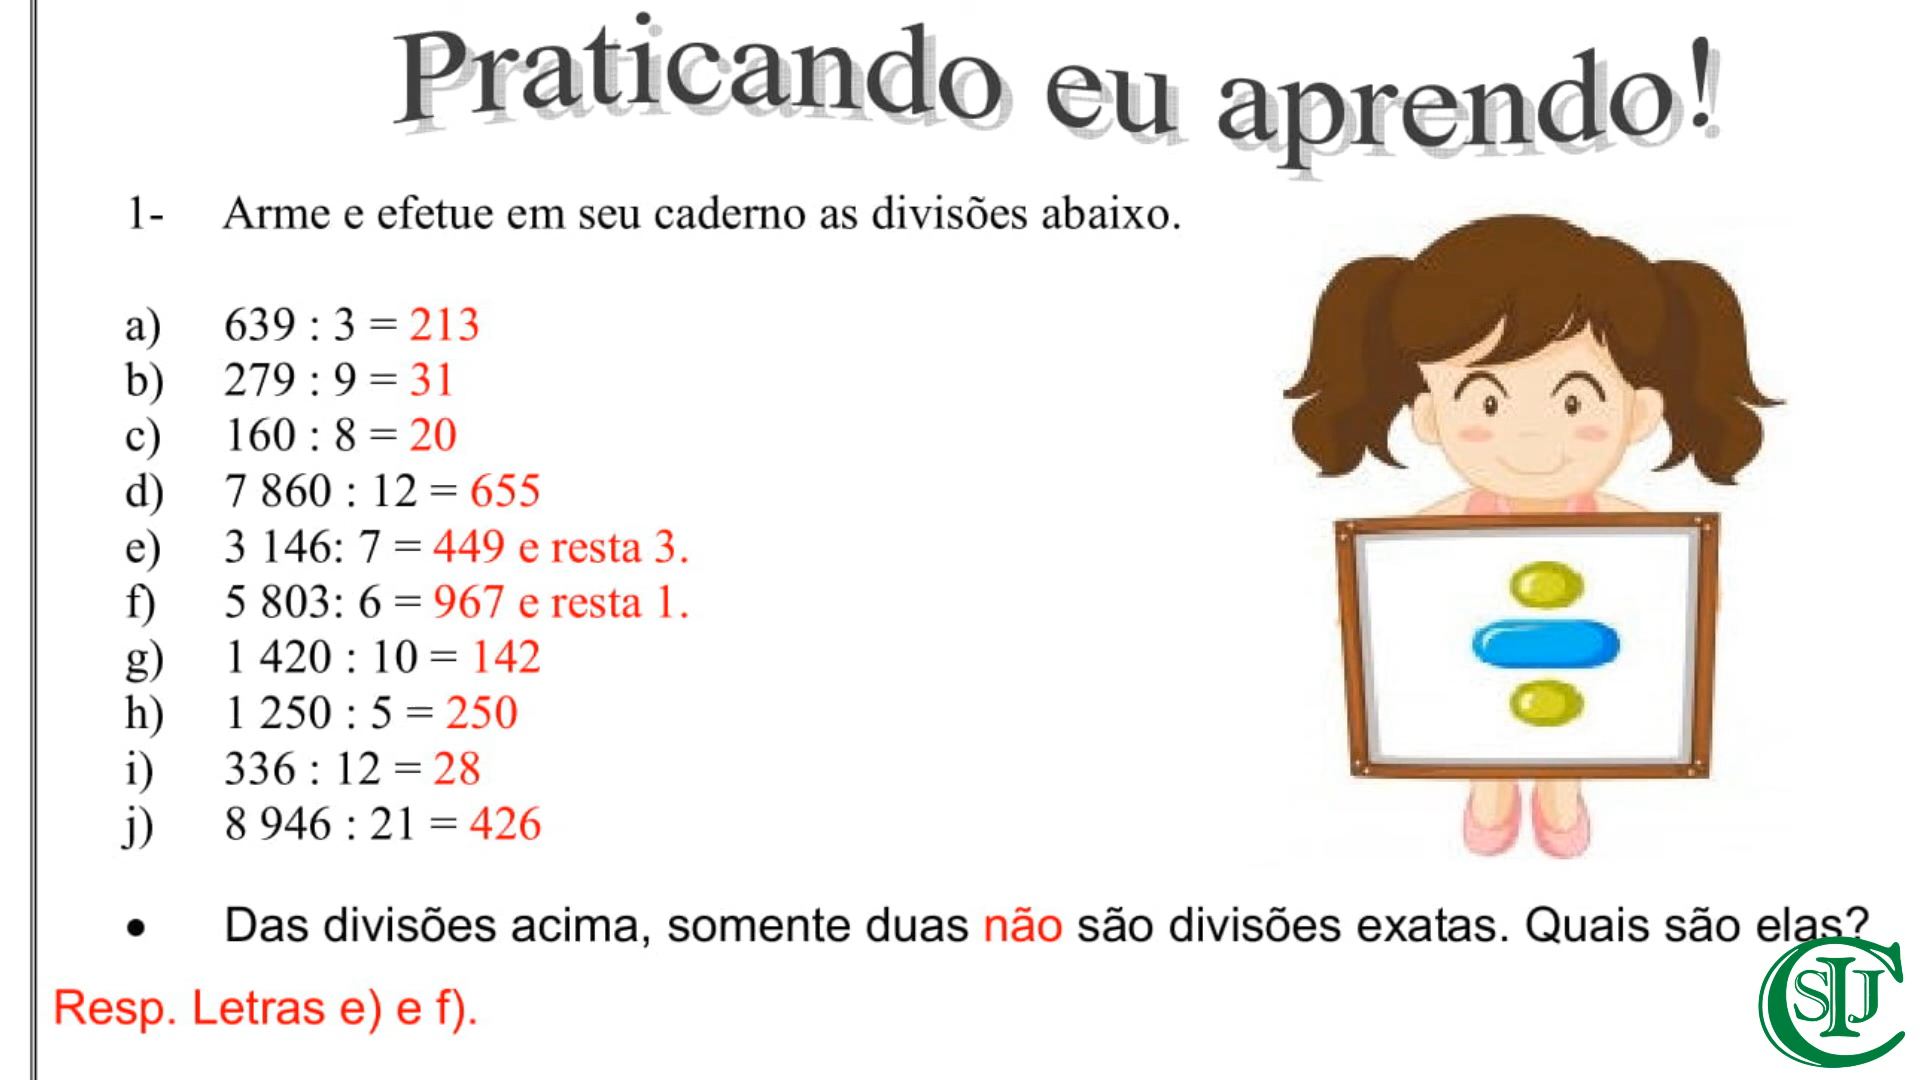 Praticando eu aprendo!
1- Arme e efetue em seu caderno as divisões abaixo.
a) 639 : 3 = 213
b) 279 : 9 = 31
c) 160 : 8 = 20
d) 7 860 : 12 = 655
e) 3 146: 7 = 449 e resta 3.
f) 5 803: 6 = 967 e resta 1.
g) 1 420 : 10 = 142
h) 1 250 : 5 = 250
i) 336 : 12 = 28
j) 8 946 : 21 = 426
• Das divisões acima, somente duas não são divisões exatas. Quais são elas?
Resp. Letras e) e f).